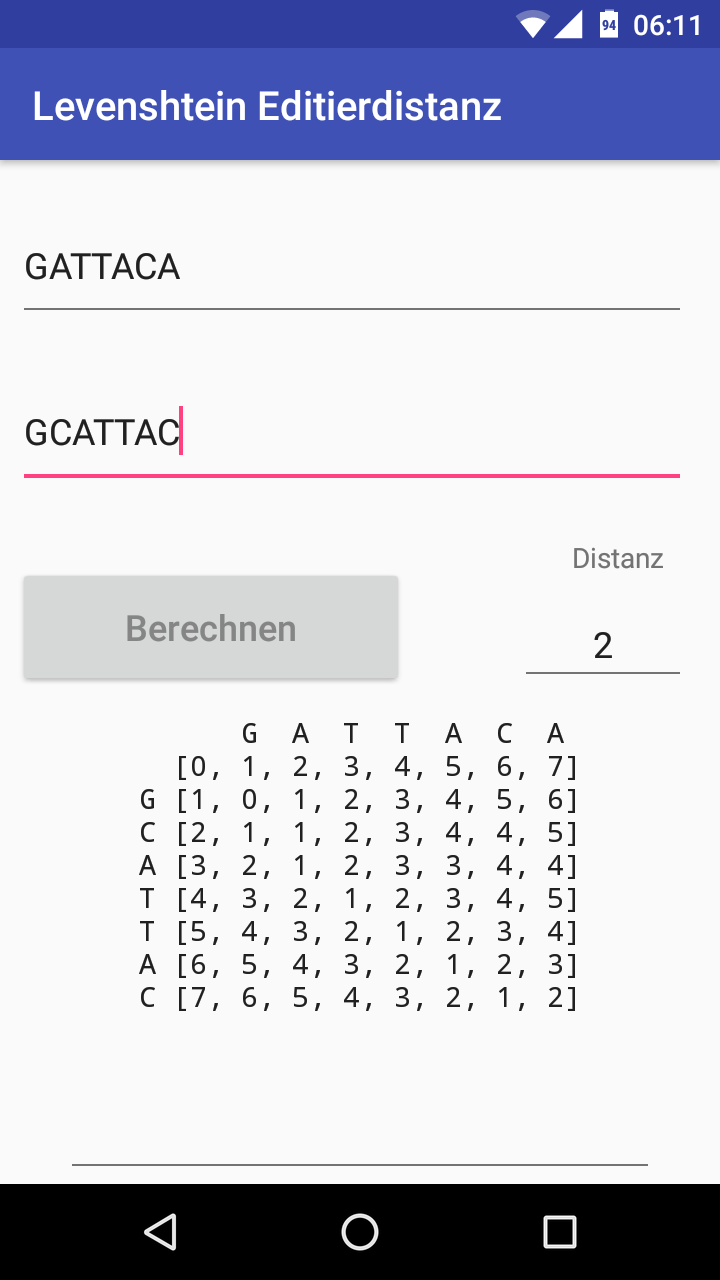 94 06:11
Levenshtein Editierdistanz
GATTACA
GCATTAC
Distanz
Berechnen
2
G A T T A C A
[0, 1, 2, 3, 4, 5, 6, 7]
G [1, 0, 1, 2, 3, 4, 5, 6]
C [2, 1, 1, 2, 3, 4, 4, 5]
A [3, 2, 1, 2, 3, 3, 4, 4]
T [4, 3, 2, 1, 2, 3, 4, 5]
T [5, 4, 3, 2, 1, 2, 3, 4]
A [6, 5, 4, 3, 2, 1, 2, 3]
C [7, 6, 5, 4, 3, 2, 1, 2]